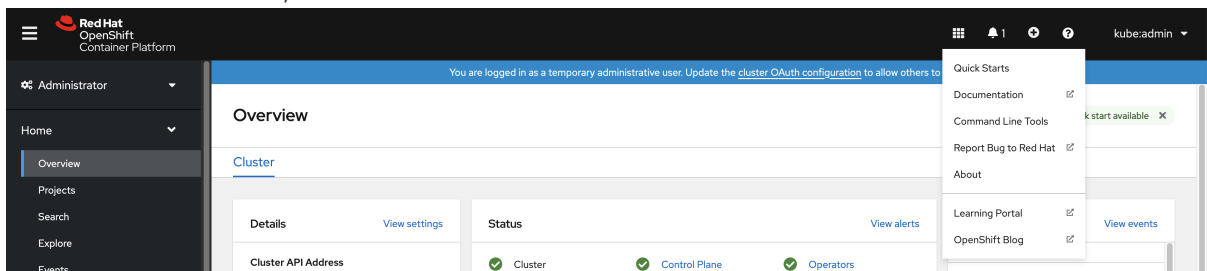 Red Hat
OpenShift
Container Platform
1
kube:admin
Administrator
You are logged in as a temporary administrative user. Update the cluster OAuth configuration to allow others to
Quick Starts
Documentation
Command Line Tools
Report Bug to Red Hat
About
Learning Portal
OpenShift Blog
Home
Overview
Projects
Search
Explore
Events
Overview
k start available
Cluster
Details
View settings
Cluster API Address
Status
View alerts
Cluster
Control Plane
Operators
View events